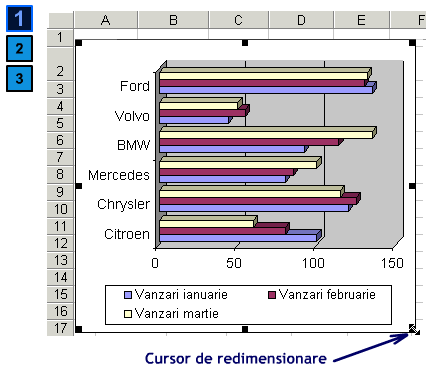 1
2
3
A B C D E F
1
2
3
4
5
6
7
8
9
10
11
12
13
14
15
16
17
Ford
Volvo
BMW
Mercedes
Chrysler
Citroen
0 50 100 150
Vanzari ianuarie Vanzari februarie
Vanzari martie
Cursor de redimensionare